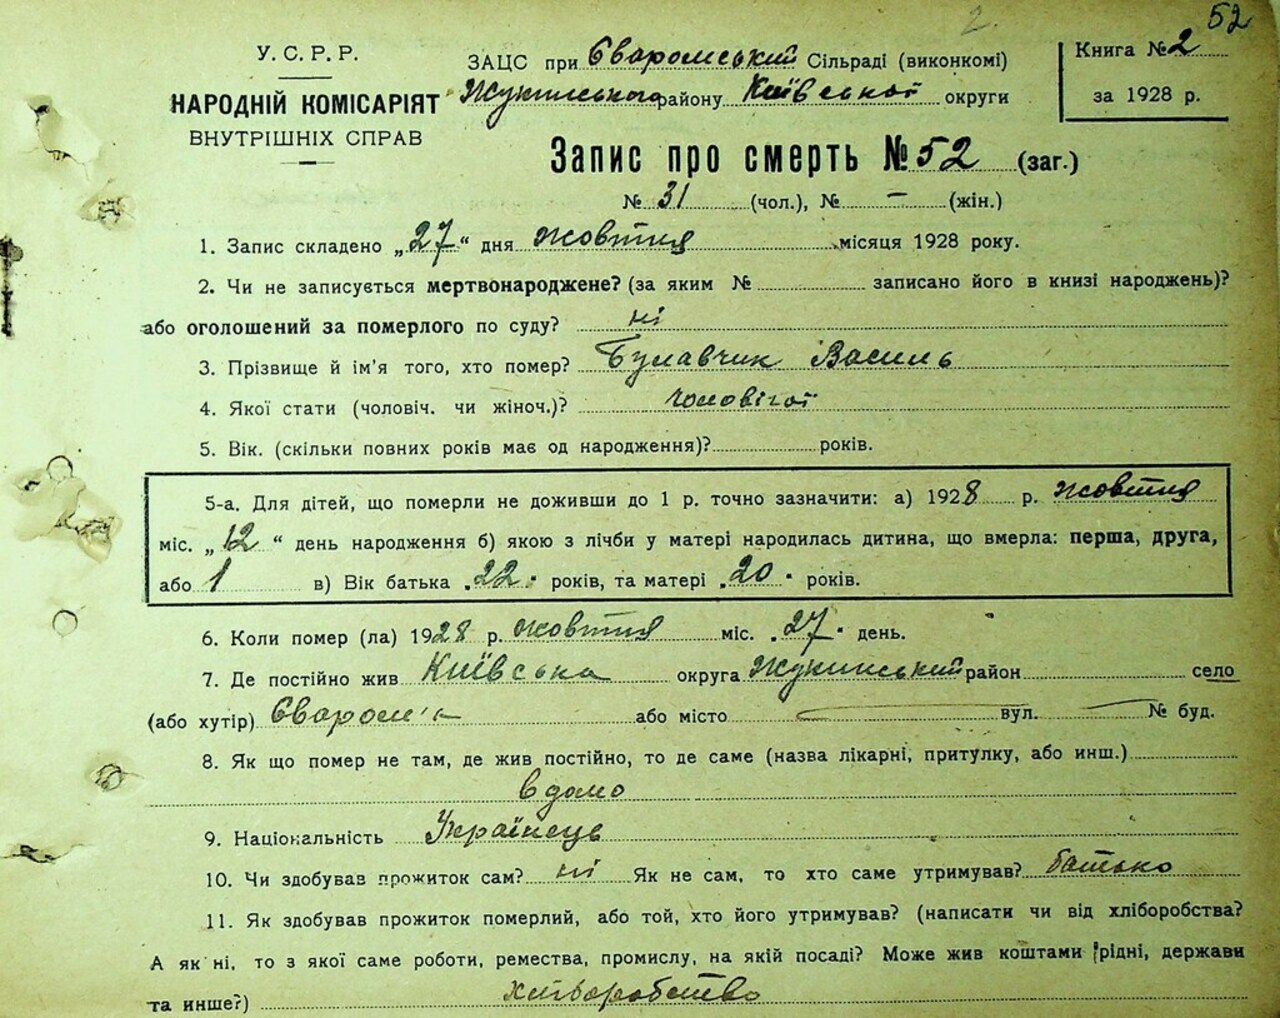 2. 52
У. С. Р. Р.
НАРОДНІЙ КОМІСАРІЯТ
ВНУТРІШНІХ СПРАВ
ЗАЦС при Євaромський Сільраді (виконкомі)
Жукинського району Київської округи
Книга № 2
за 1928 р.
Запис про смерть № 52 (заг.)
№ 31 (чол.), № – (жін.)
1. Запис складено „27“ дня жовтня місяця 1928 року.
2. Чи не записується мертвонароджене? (за яким № записано його в книзі народжень)?
або оголошений за померлого по суду? ні
3. Прізвище й ім'я того, хто помер? Булавчик Василь
4. Якої стати (чоловіч. чи жіноч.)? чоловічої
5. Вік. (скільки повних років має од народження)? років.
5-а. Для дітей, що померли не доживши до 1 р. точно зазначити: а) 1928 р. жовтня
міс. „12“ день народження б) якою з лічби у матері народилась дитина, що вмерла: перша, друга,
або 1 в) Вік батька „22“ років, та матері „20“ років.
6. Коли помер (ла) 1928 р. жовтня міс. „27“ день.
7. Де постійно жив Київська округа Жукинський район село
(або хутір) Єваром'є або місто — вул. — № буд.
8. Як що помер не там, де жив постійно, то де саме (назва лікарні, притулку, або инш.)
вдомо
9. Національність Українець
10. Чи здобував прожиток сам? ні Як не сам, то хто саме утримував? батько
11. Як здобував прожиток померлий, або той, хто його утримував? (написати чи від хліборобства?
А як ні, то з якої саме роботи, ремества, промислу, на якій посаді? Може жив коштами рідні, держави
та инше?) хліборобство